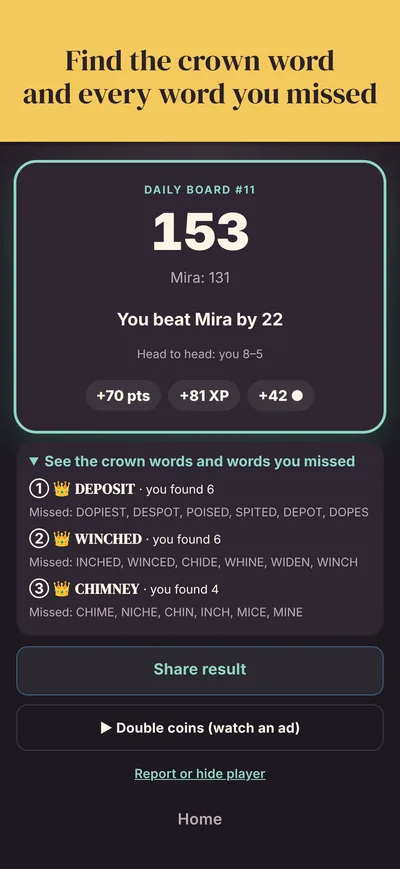 Find the crown word
and every word you missed
DAILY BOARD #11
153
Mira: 131
You beat Mira by 22
Head to head: you 8–5
+70 pts +81 XP +42
▼ See the crown words and words you missed
① 👑 DEPOSIT · you found 6
Missed: DOPIEST, DESPOT, POISED, SPITED, DEPOT, DOPES
② 👑 WINCHED · you found 6
Missed: INCHED, WINCED, CHIDE, WHINE, WIDEN, WINCH
③ 👑 CHIMNEY · you found 4
Missed: CHIME, NICHE, CHIN, INCH, MICE, MINE
Share result
▶ Double coins (watch an ad)
Report or hide player
Home